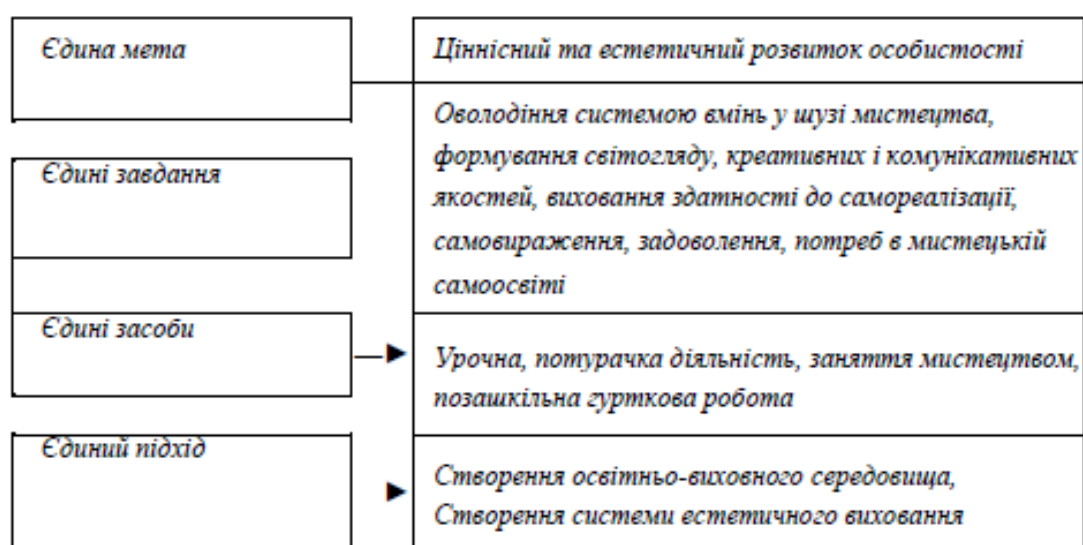 Єдина мета
Ціннісний та естетичний розвиток особистості
Єдині завдання
Оволодіння системою вмінь у шузі мистецтва,
формування світогляду, креативних і комунікативних
якостей, виховання здатності до самореалізації,
самовираження, задоволення, потреб в мистецькій
самоосвіті
Єдині засоби
Урочна, потурачка діяльність, заняття мистецтвом,
позашкільна гурткова робота
Єдиний підхід
Створення освітньо-виховного середовища,
Створення системи естетичного виховання